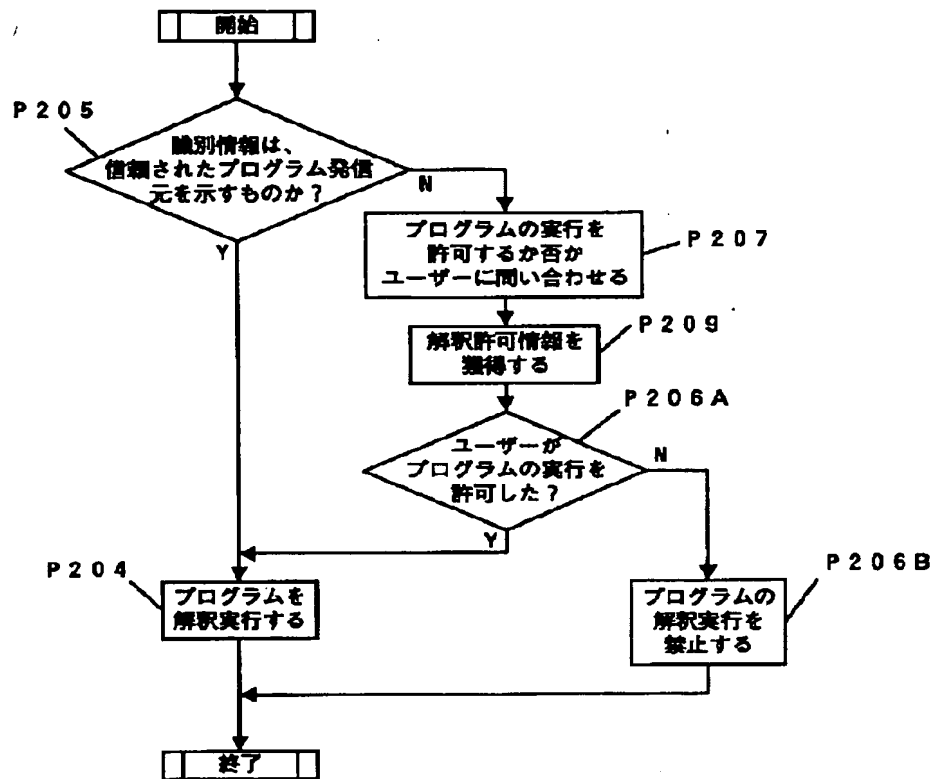 開始
P205
識別情報は、
信頼されたプログラム発信
元を示すものか？
N
Y
プログラムの実行を
許可するか否か
ユーザーに問い合わせる
P207
解釈許可情報を
獲得する
P209
P206A
ユーザーが
プログラムの実行を
許可した？
N
Y
P204
プログラムを
解釈実行する
P206B
プログラムの
解釈実行を
禁止する
終了